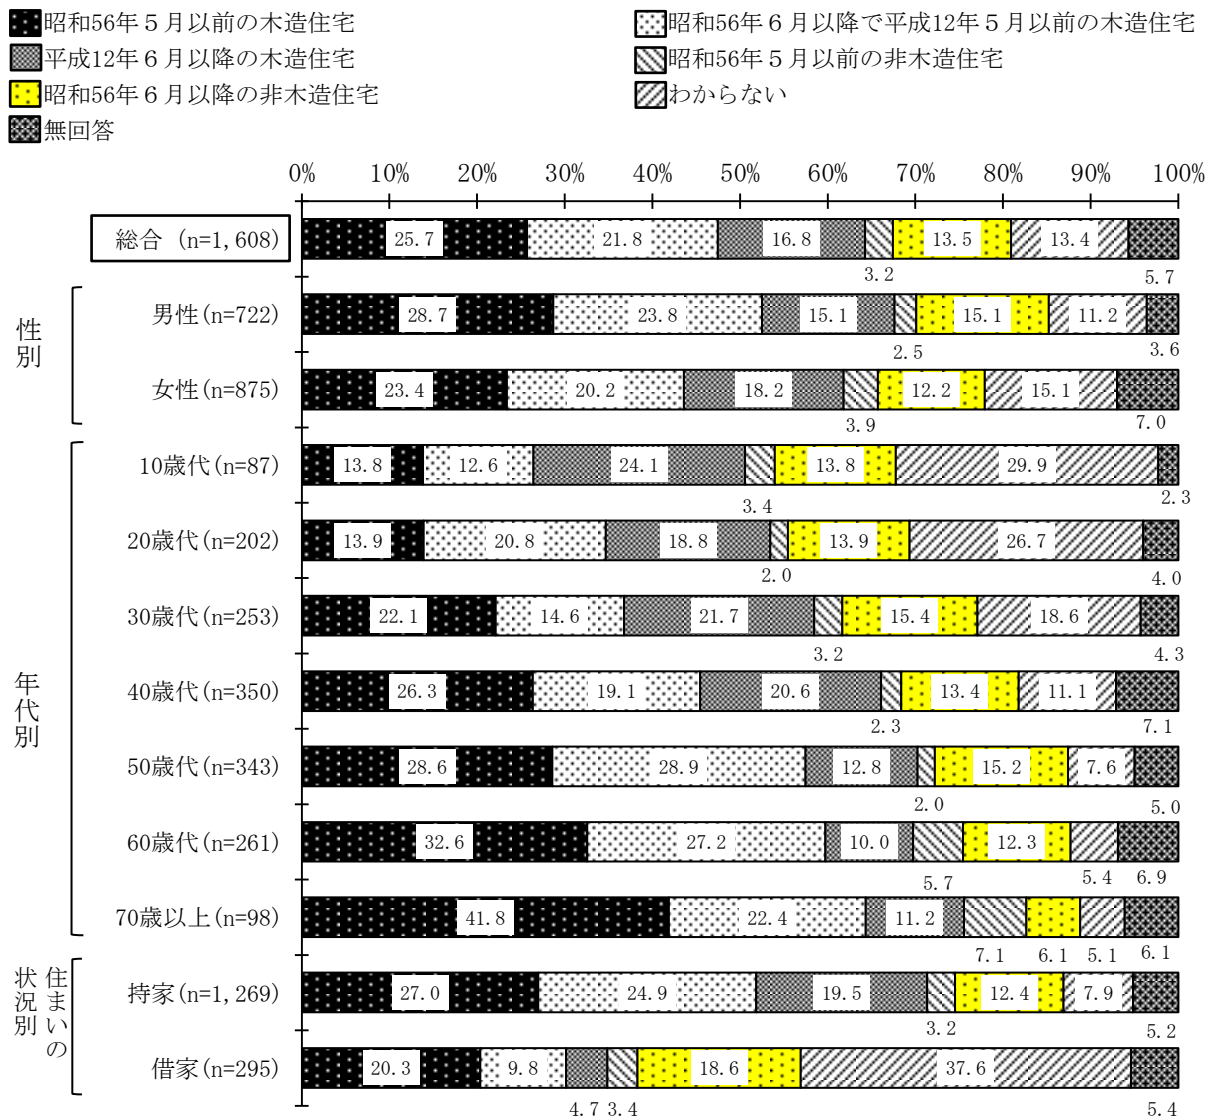 昭和56年５月以前の木造住宅
昭和56年６月以降で平成12年５月以前の木造住宅
平成12年６月以降の木造住宅
昭和56年５月以前の非木造住宅
昭和56年６月以降の非木造住宅
わからない
無回答
0% 10% 20% 30% 40% 50% 60% 70% 80% 90% 100%
総合 (n=1,608) 25.7 21.8 16.8 13.5 13.4
3.2 5.7
性別
男性(n=722) 28.7 23.8 15.1 15.1 11.2
2.5 3.6
女性(n=875) 23.4 20.2 18.2 12.2 15.1
3.9 7.0
年代別
10歳代(n=87) 13.8 12.6 24.1 13.8 29.9
3.4 2.3
20歳代(n=202) 13.9 20.8 18.8 13.9 26.7
2.0 4.0
30歳代(n=253) 22.1 14.6 21.7 15.4 18.6
3.2 4.3
40歳代(n=350) 26.3 19.1 20.6 13.4 11.1
2.3 7.1
50歳代(n=343) 28.6 28.9 12.8 15.2 7.6
2.0 5.0
60歳代(n=261) 32.6 27.2 10.0 12.3
5.7 5.4 6.9
70歳以上(n=98) 41.8 22.4 11.2
7.1 6.1 5.1 6.1
住まいの
状況別
持家(n=1,269) 27.0 24.9 19.5 12.4 7.9
3.2 5.2
借家(n=295) 20.3 9.8 18.6 37.6
4.7 3.4 5.4